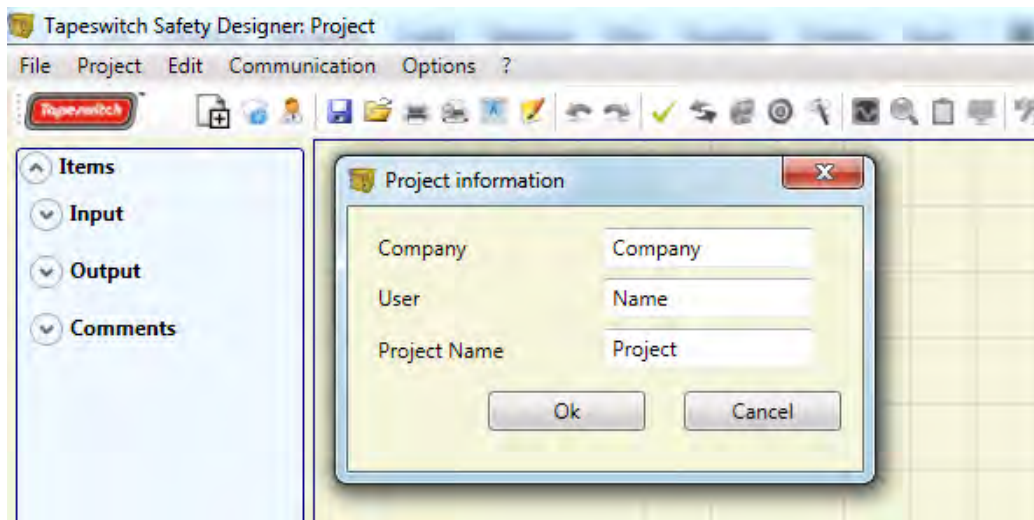 Tapeswitch Safety Designer: Project
File Project Edit Communication Options ?
Tapeswitch
Items
Input
Output
Comments
Project information
Company Company
User Name
Project Name Project
Ok Cancel